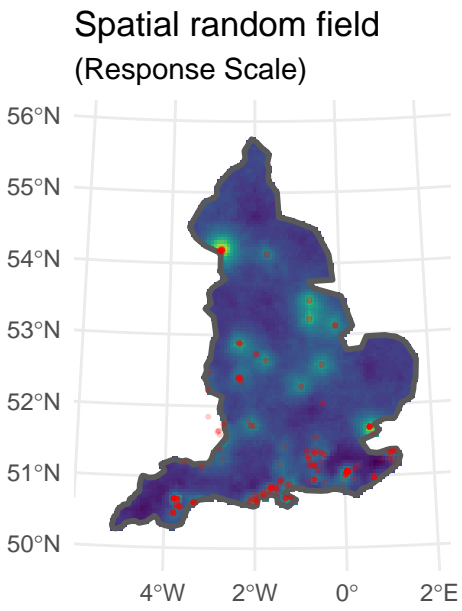 Spatial random field
(Response Scale)
56°N
55°N
54°N
53°N
52°N
51°N
50°N
4°W 2°W 0° 2°E